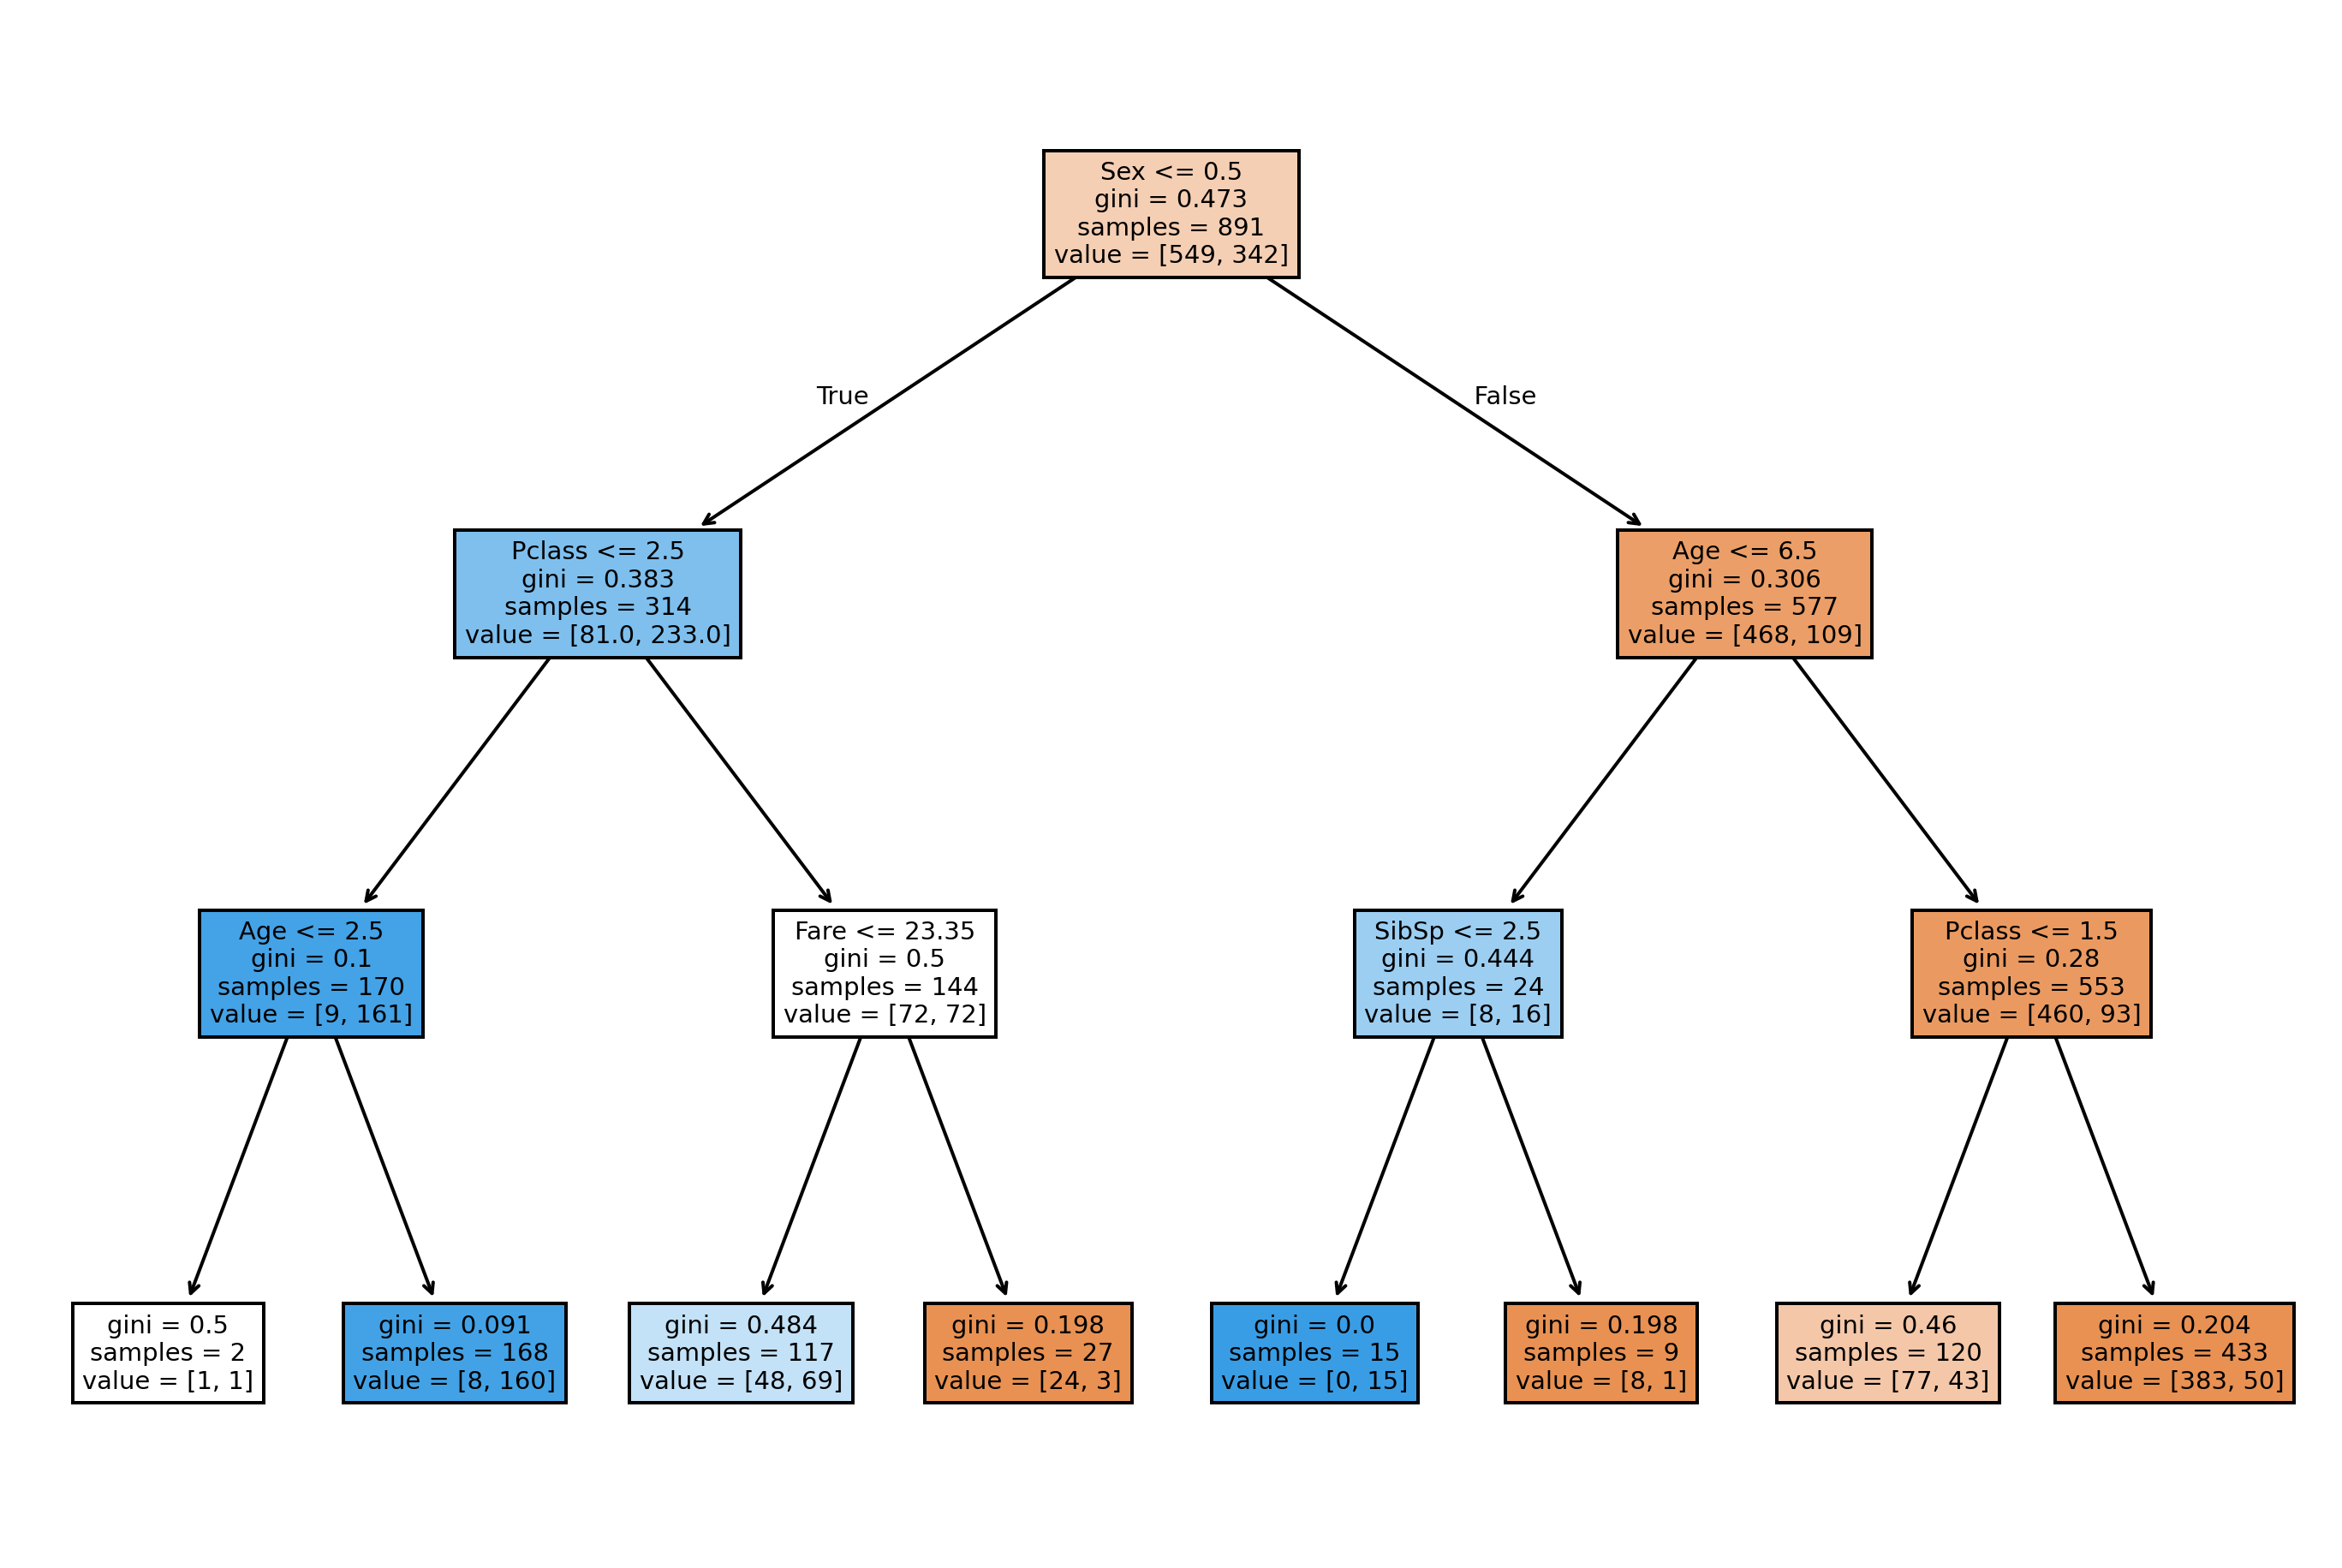 Sex <= 0.5
gini = 0.473
samples = 891
value = [549, 342]
True
False
Pclass <= 2.5
gini = 0.383
samples = 314
value = [81.0, 233.0]
Age <= 6.5
gini = 0.306
samples = 577
value = [468, 109]
Age <= 2.5
gini = 0.1
samples = 170
value = [9, 161]
Fare <= 23.35
gini = 0.5
samples = 144
value = [72, 72]
SibSp <= 2.5
gini = 0.444
samples = 24
value = [8, 16]
Pclass <= 1.5
gini = 0.28
samples = 553
value = [460, 93]
gini = 0.5
samples = 2
value = [1, 1]
gini = 0.091
samples = 168
value = [8, 160]
gini = 0.484
samples = 117
value = [48, 69]
gini = 0.198
samples = 27
value = [24, 3]
gini = 0.0
samples = 15
value = [0, 15]
gini = 0.198
samples = 9
value = [8, 1]
gini = 0.46
samples = 120
value = [77, 43]
gini = 0.204
samples = 433
value = [383, 50]